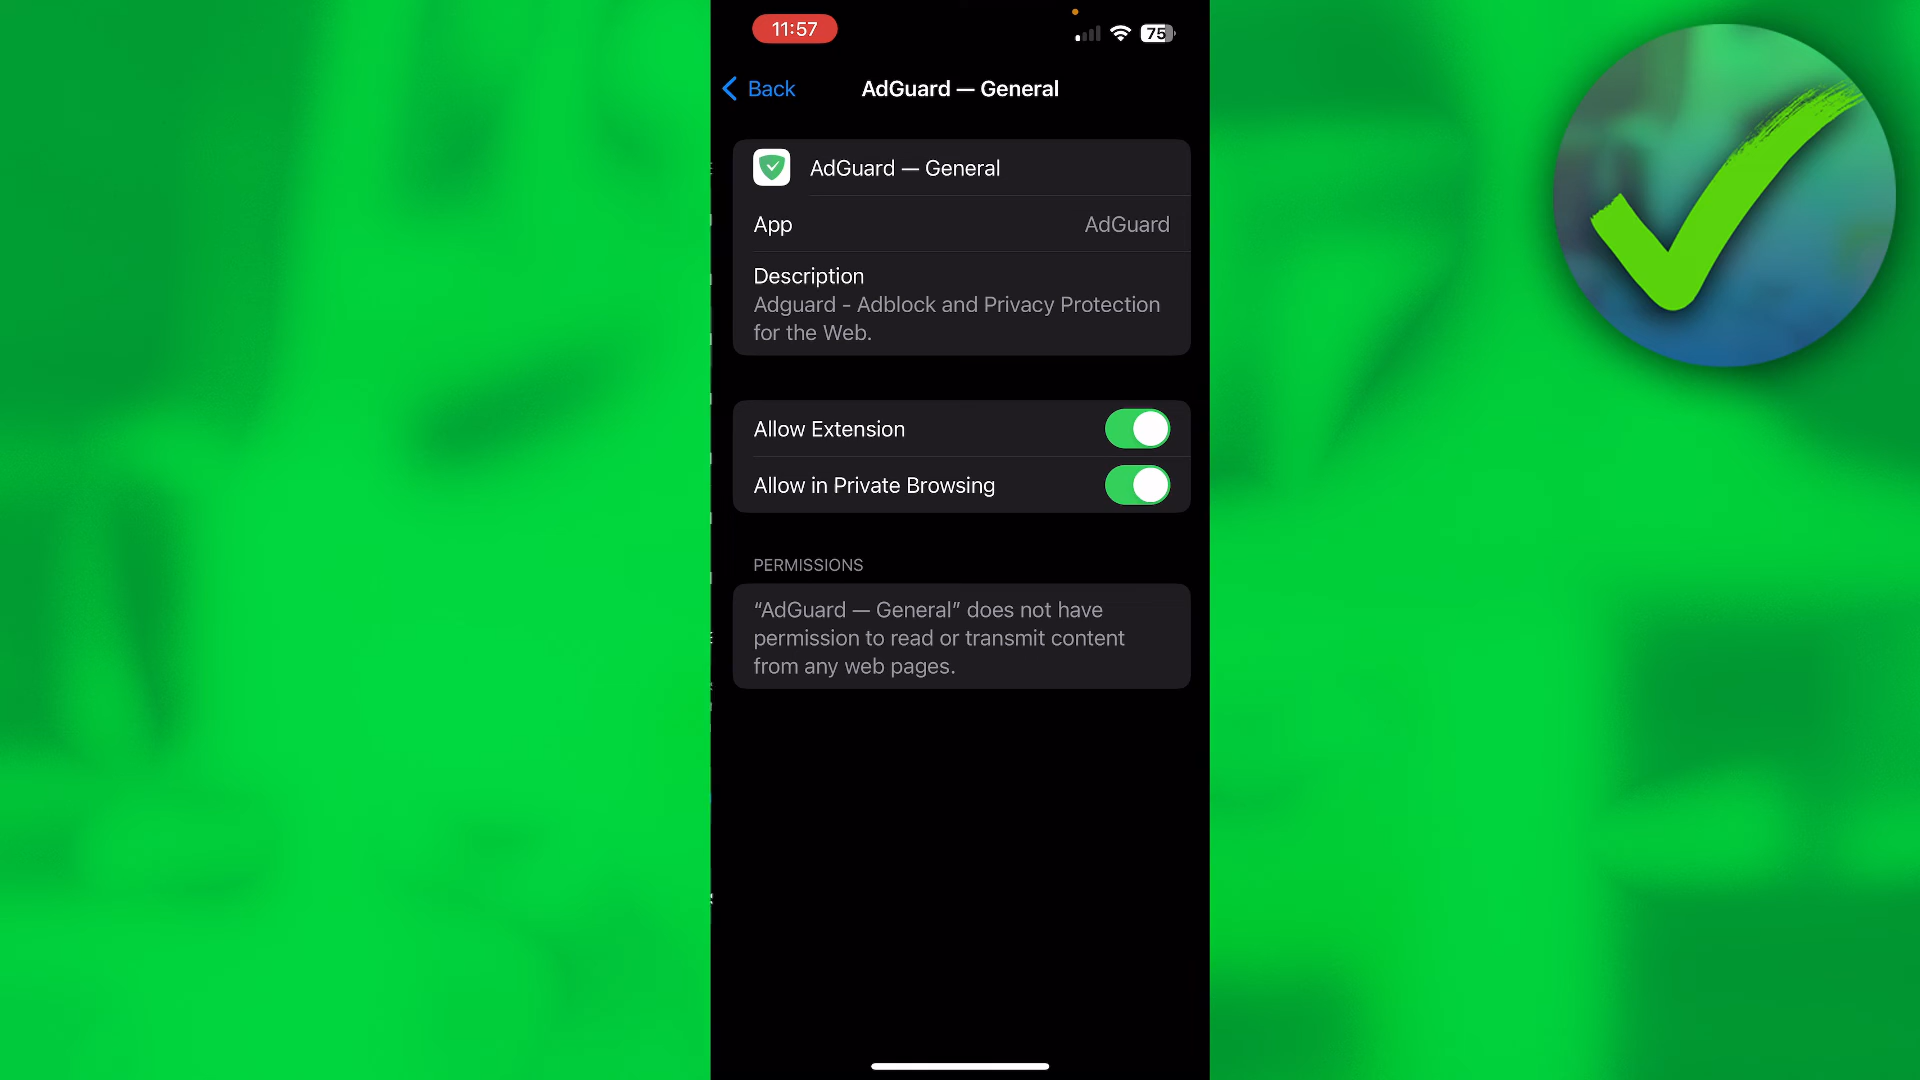 11:57
75
Back
AdGuard — General
AdGuard — General
App
AdGuard
Description
Adguard - Adblock and Privacy Protection
for the Web.
Allow Extension
Allow in Private Browsing
PERMISSIONS
“AdGuard — General” does not have
permission to read or transmit content
from any web pages.